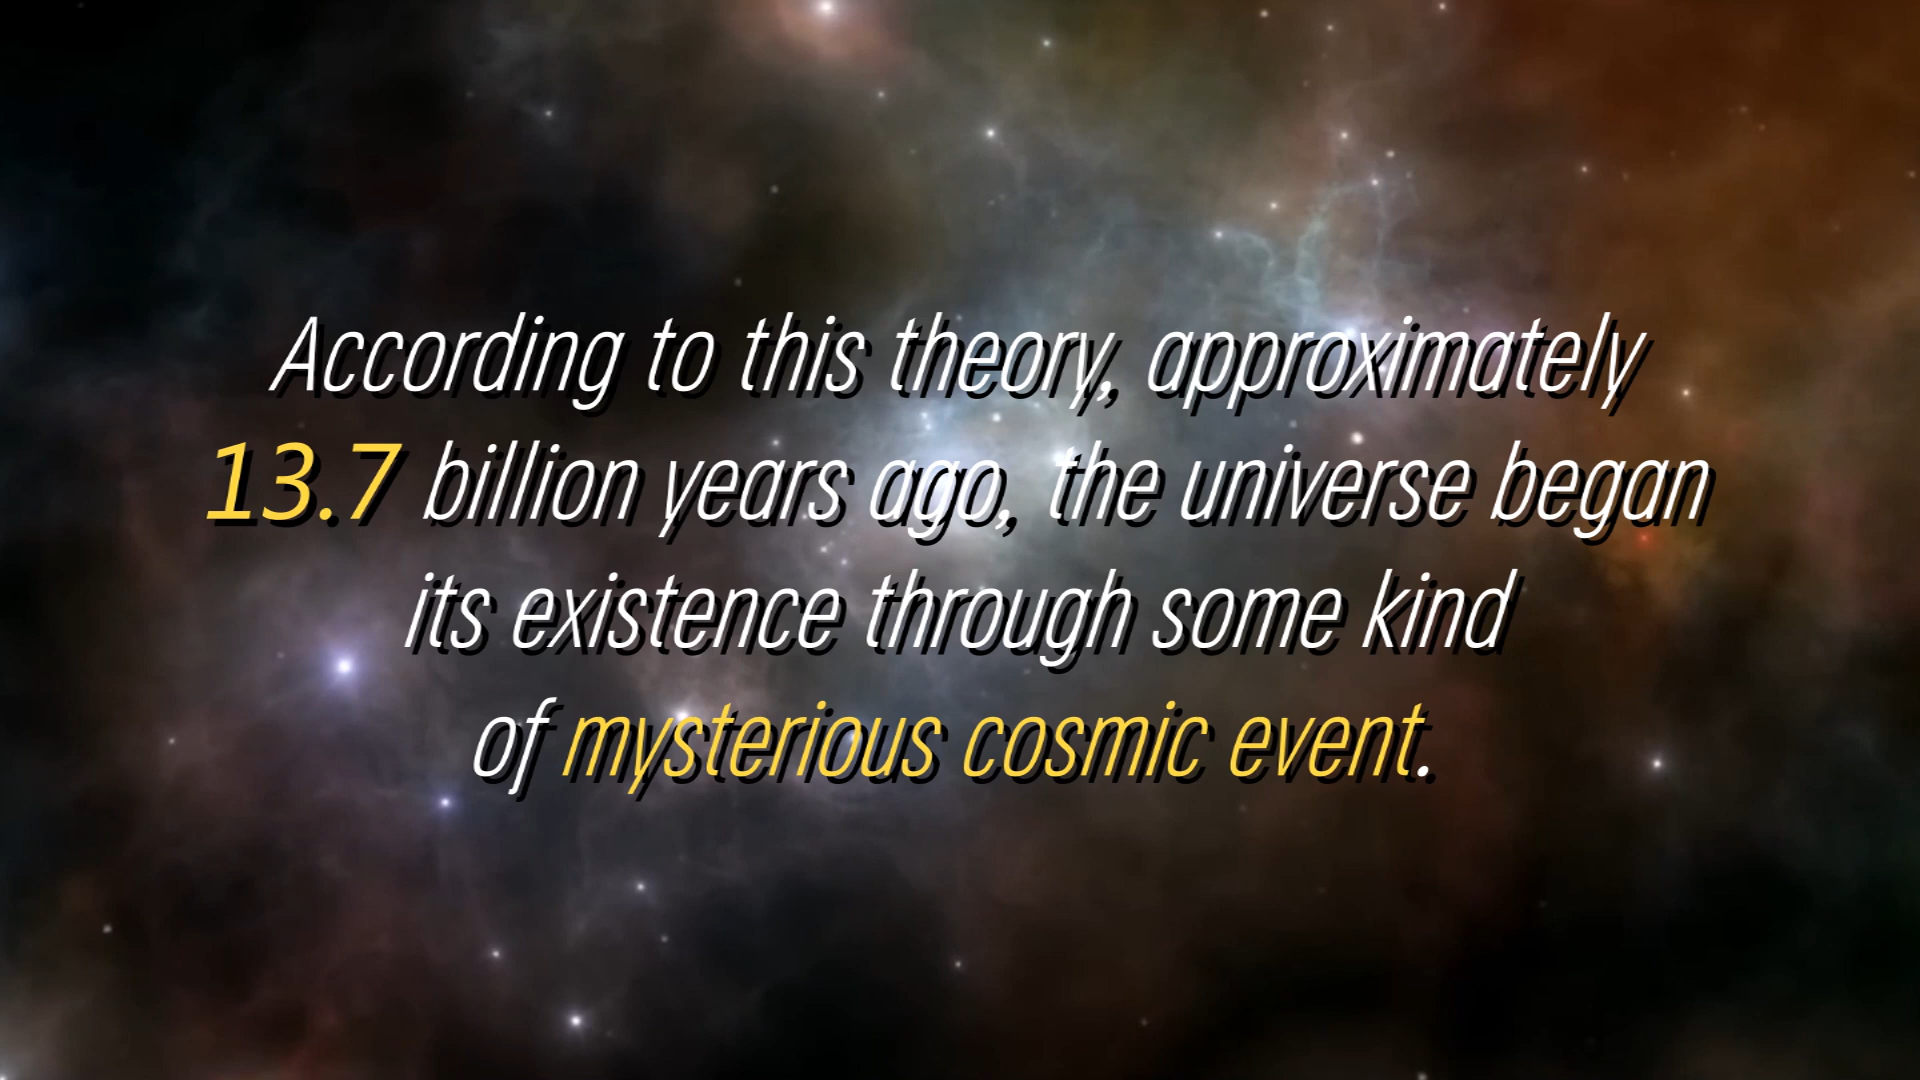 According to this theory, approximately
13.7 billion years ago, the universe began
its existence through some kind
of mysterious cosmic event.